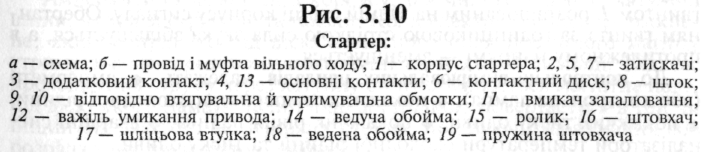 Рис. 3.10
Стартер:
а — схема; б — провід і муфта вільного ходу; 1 — корпус стартера; 2, 5, 7— затискачі;
3 — додатковий контакт; 4, 13 — основні контакти; 6 — контактний диск; 8 — шток;
9, 10 — відповідно втягувальна й утримувальна обмотки; 11 — вмикач запалювання;
12 — важіль умикання привода; 14 — ведуча обойма; 15 — ролик; 16 — штовхач;
17 — шліцьова втулка; 18 — ведена обойма; 19 — пружина штовхача